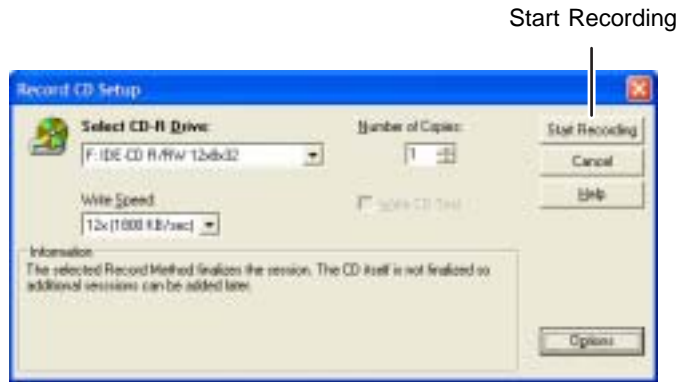 Start Recording
Record CD Setup
Select CD-R Drive:
Number of Copies:
Start Recording
F: IDE-CD R/RW 12x8x32
1
Cancel
Write Speed:
Help
12x (1800 KB/sec)
Information
The selected Record Method finalizes the session. The CD itself is not finalized so
additional sessions can be added later.
Options